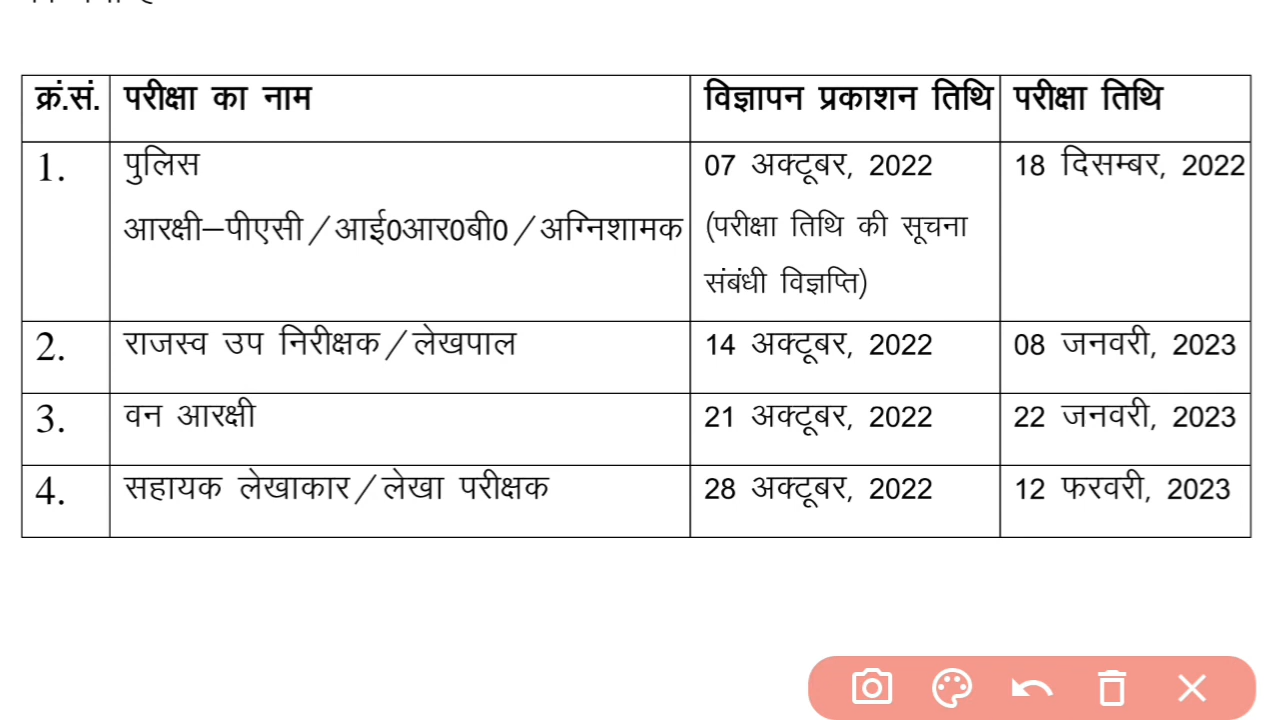 क्रं.सं. परीक्षा का नाम विज्ञापन प्रकाशन तिथि परीक्षा तिथि
1. पुलिस 07 अक्टूबर, 2022 18 दिसम्बर, 2022
आरक्षी–पीएसी/आई0आर0बी0/अग्निशामक (परीक्षा तिथि की सूचना
संबंधी विज्ञप्ति)
2. राजस्व उप निरीक्षक/लेखपाल 14 अक्टूबर, 2022 08 जनवरी, 2023
3. वन आरक्षी 21 अक्टूबर, 2022 22 जनवरी, 2023
4. सहायक लेखाकार/लेखा परीक्षक 28 अक्टूबर, 2022 12 फरवरी, 2023